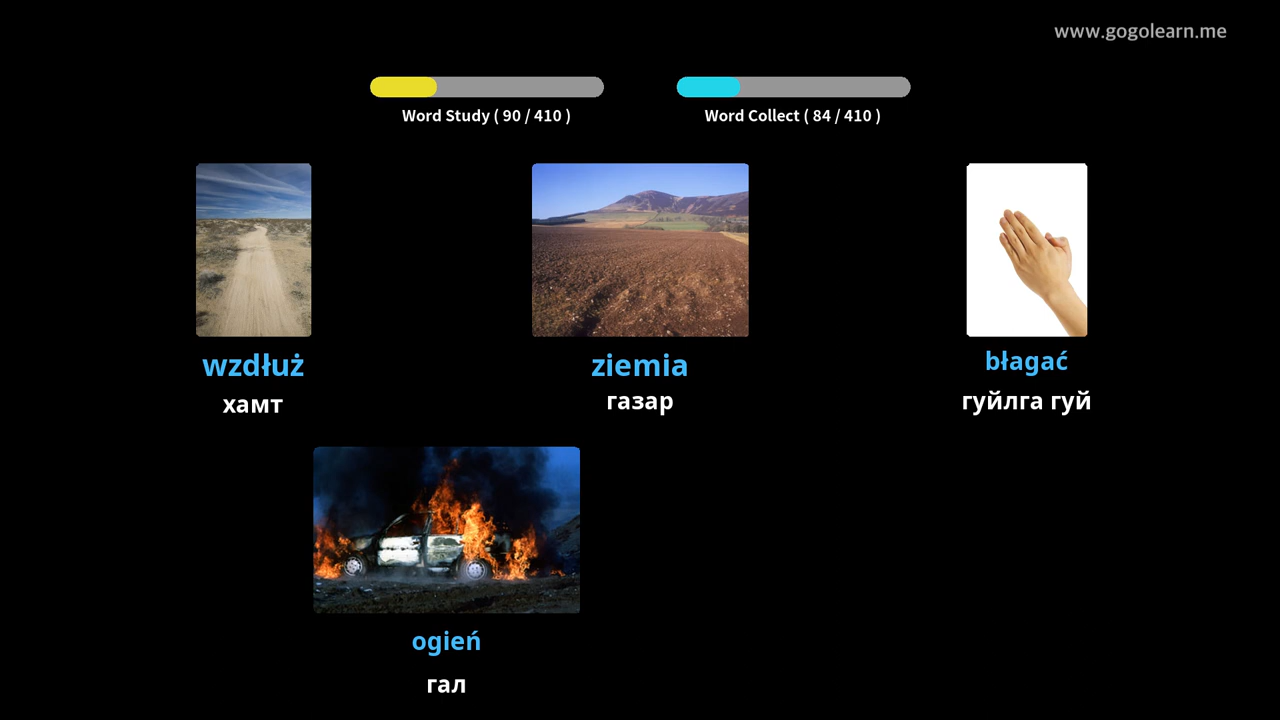 www.gogolearn.me
Word Study ( 90 / 410 )
Word Collect ( 84 / 410 )
wzdłuż
хамт
ziemia
газар
błagać
гуйлга гуй
ogień
гал